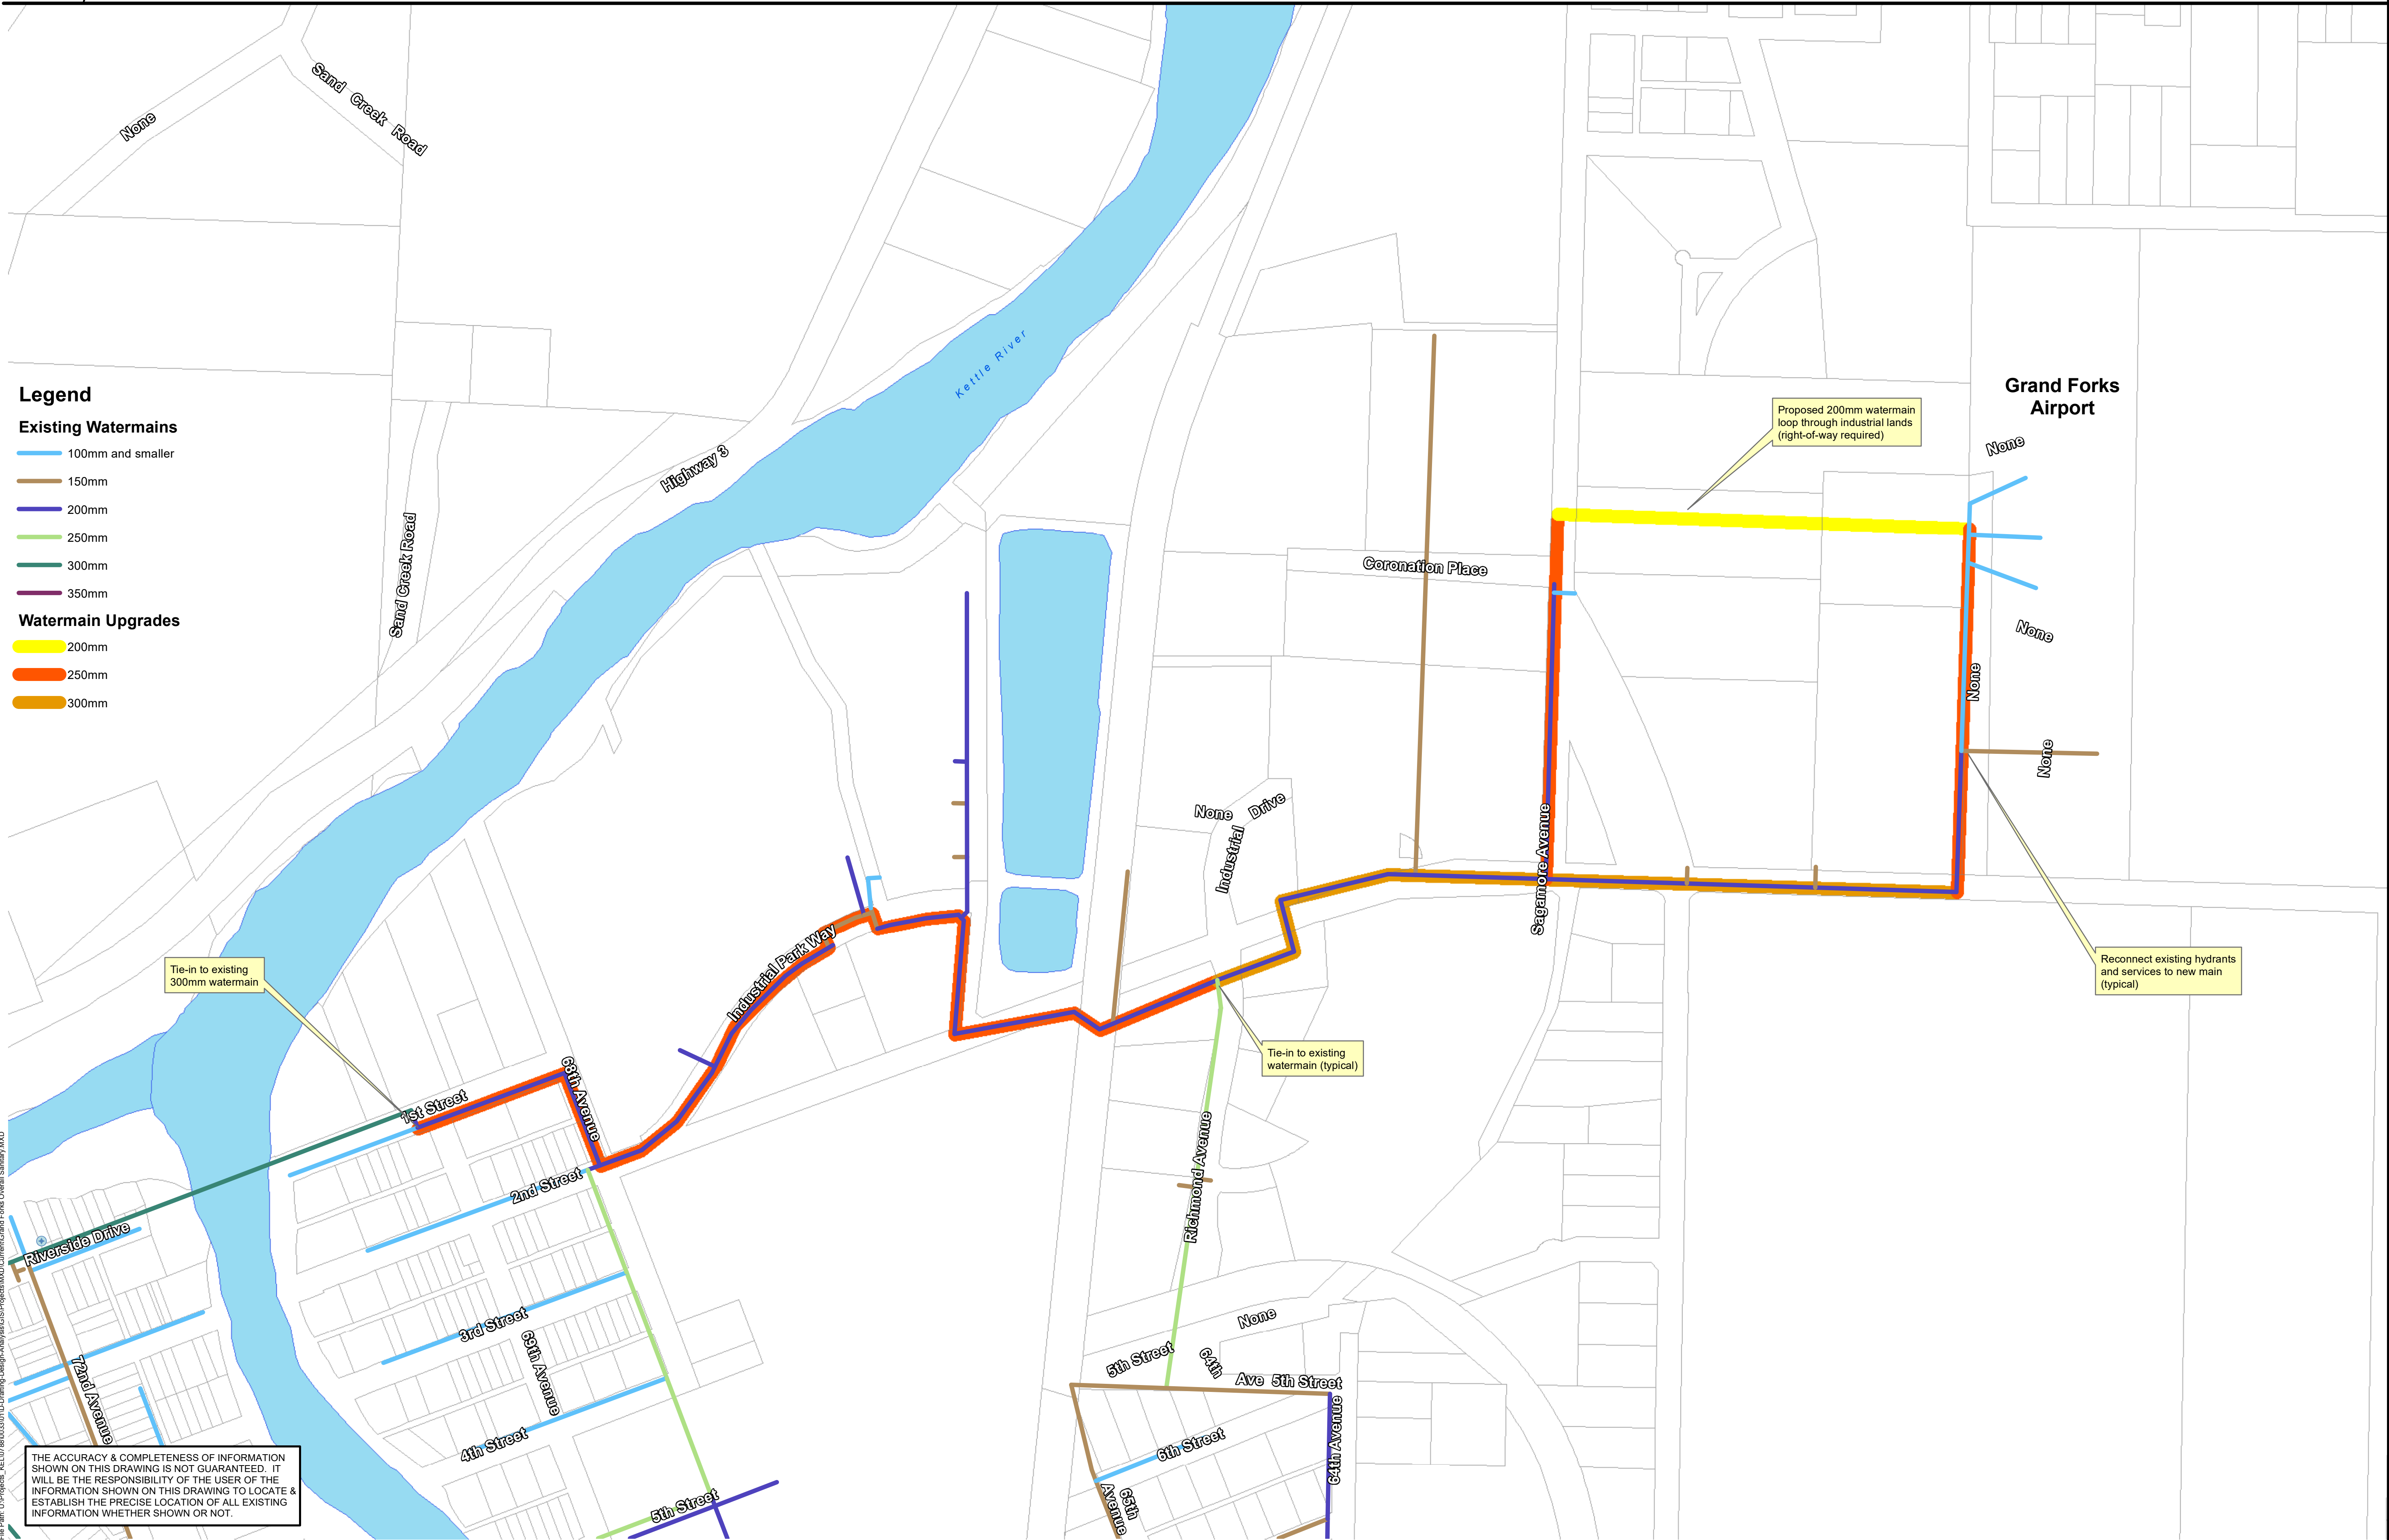 None
Sand Creek Road
Kettle River
Highway 3
Sand Creek Road
Legend
Existing Watermains
100mm and smaller
150mm
200mm
250mm
300mm
350mm
Watermain Upgrades
200mm
250mm
300mm
Grand Forks
Airport
Proposed 200mm watermain
loop through industrial lands
(right-of-way required)
None
Coronation Place
None
None
None
None
Industrial Drive
Sagamore Avenue
Industrial Park Way
Tie-in to existing
300mm watermain
Reconnect existing hydrants
and services to new main
(typical)
Tie-in to existing
watermain (typical)
1st Street
68th Avenue
2nd Street
Richmond Avenue
Riverside Drive
3rd Street
69th Avenue
None
5th Street
64th
Ave 5th Street
72nd Avenue
4th Street
6th Street
64th Avenue
65th
Avenue
5th Street
THE ACCURACY & COMPLETENESS OF INFORMATION
SHOWN ON THIS DRAWING IS NOT GUARANTEED. IT
WILL BE THE RESPONSIBILITY OF THE USER OF THE
INFORMATION SHOWN ON THIS DRAWING TO LOCATE &
ESTABLISH THE PRECISE LOCATION OF ALL EXISTING
INFORMATION WHETHER SHOWN OR NOT.